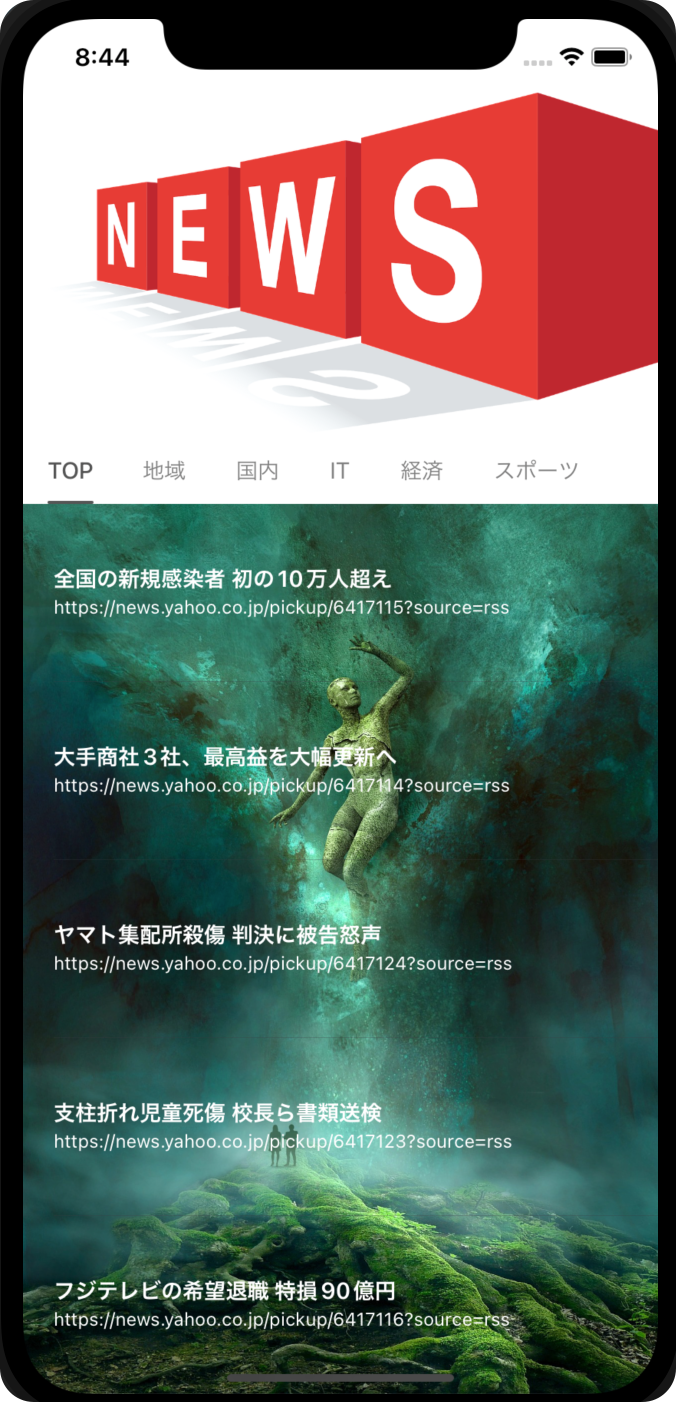 8:44
NEWS
TOP 地域 国内 IT 経済 スポーツ
全国の新規感染者 初の10万人超え
https://news.yahoo.co.jp/pickup/6417115?source=rss
大手商社3社、最高益を大幅更新へ
https://news.yahoo.co.jp/pickup/6417114?source=rss
ヤマト集配所殺傷 判決に被告怒声
https://news.yahoo.co.jp/pickup/6417124?source=rss
支柱折れ児童死傷 校長ら書類送検
https://news.yahoo.co.jp/pickup/6417123?source=rss
フジテレビの希望退職 特損90億円
https://news.yahoo.co.jp/pickup/6417116?source=rss